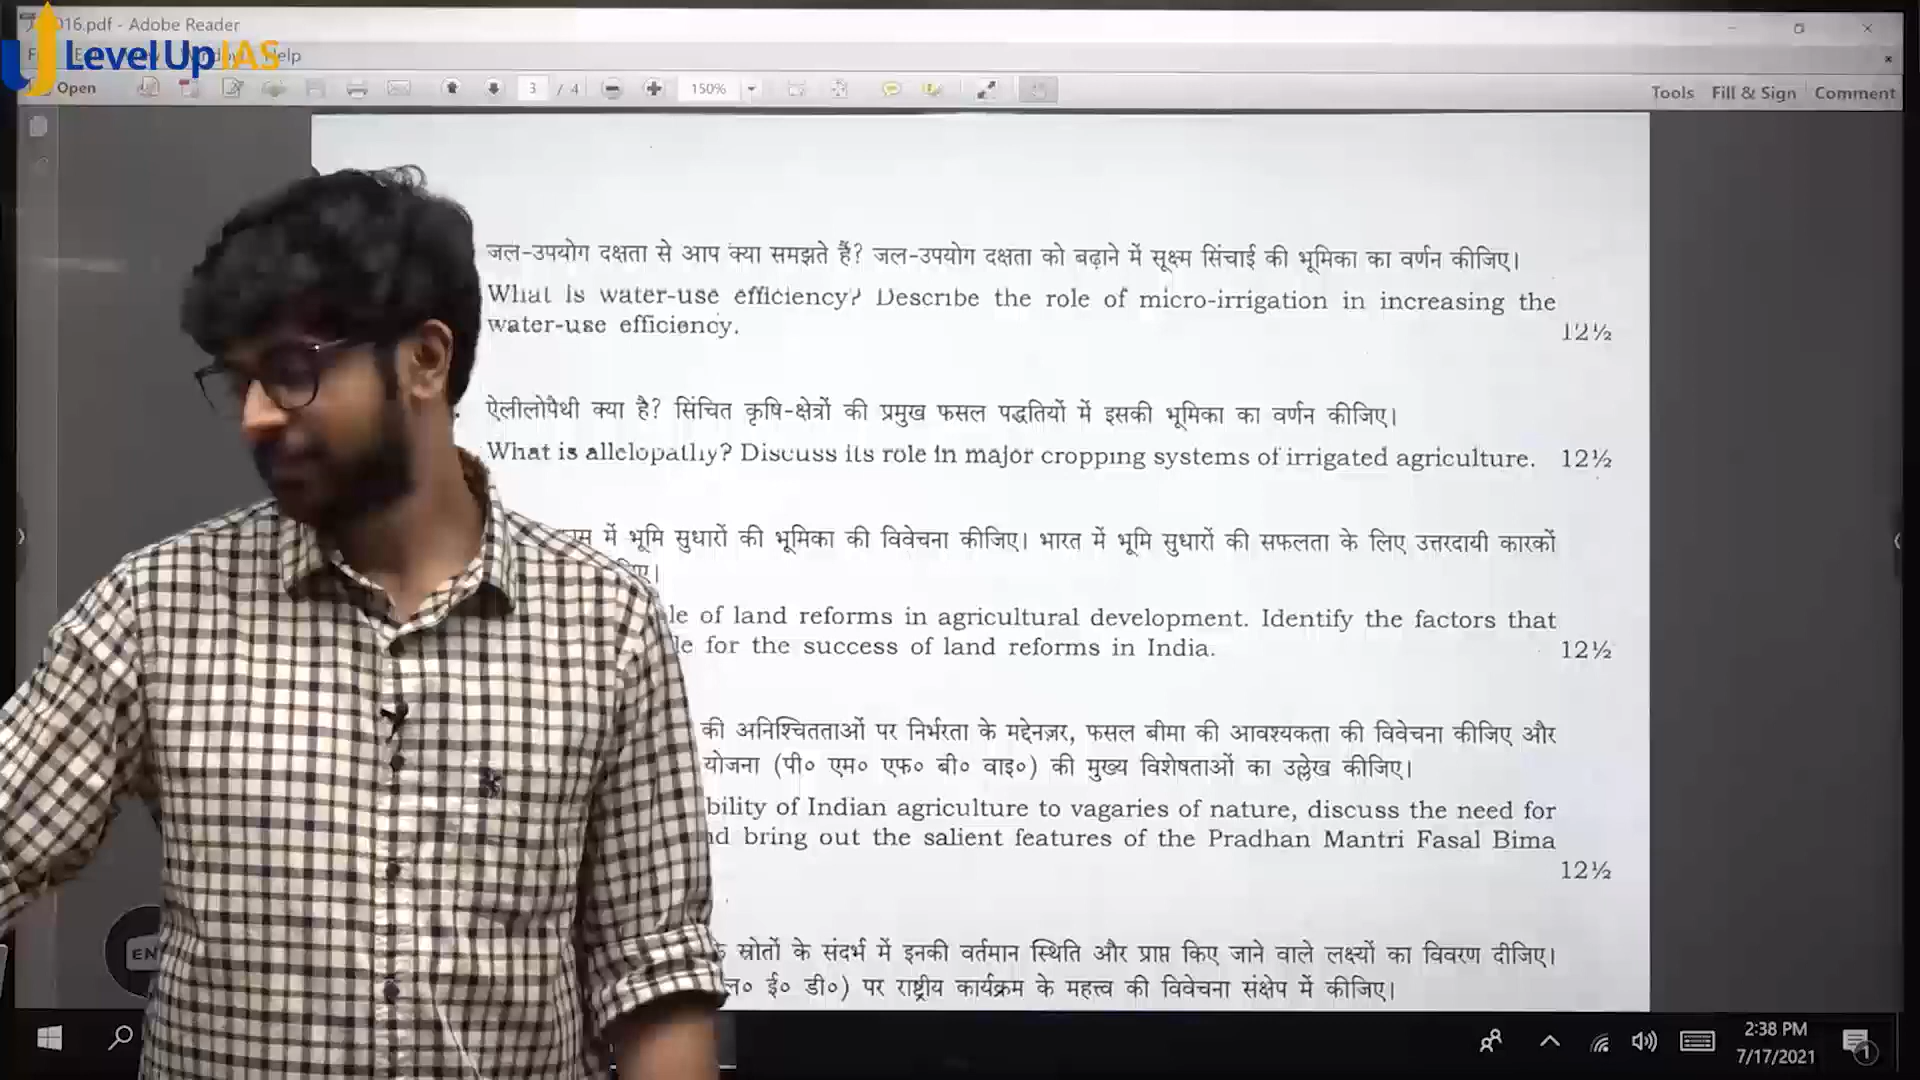 016.pdf - Adobe Reader
LevelUp IAS
Help
Open
3 / 4
150%
Tools Fill & Sign Comment
जल-उपयोग दक्षता से आप क्या समझते हैं? जल-उपयोग दक्षता को बढ़ाने में सूक्ष्म सिंचाई की भूमिका का वर्णन कीजिए।
What is water-use efficiency? Describe the role of micro-irrigation in increasing the
water-use efficiency. 12½
ऐलीलोपैथी क्या है? सिंचित कृषि-क्षेत्रों की प्रमुख फसल पद्धतियों में इसकी भूमिका का वर्णन कीजिए।
What is allelopathy? Discuss its role in major cropping systems of irrigated agriculture. 12½
में भूमि सुधारों की भूमिका की विवेचना कीजिए। भारत में भूमि सुधारों की सफलता के लिए उत्तरदायी कारकों
of land reforms in agricultural development. Identify the factors that
for the success of land reforms in India. 12½
की अनिश्चितताओं पर निर्भरता के मद्देनज़र, फसल बीमा की आवश्यकता की विवेचना कीजिए और
योजना (पी० एम० एफ० बी० वाइ०) की मुख्य विशेषताओं का उल्लेख कीजिए।
bility of Indian agriculture to vagaries of nature, discuss the need for
bring out the salient features of the Pradhan Mantri Fasal Bima
12½
स्रोतों के संदर्भ में इनकी वर्तमान स्थिति और प्राप्त किए जाने वाले लक्ष्यों का विवरण दीजिए।
ई० डी०) पर राष्ट्रीय कार्यक्रम के महत्त्व की विवेचना संक्षेप में कीजिए।
EN
2:38 PM
7/17/2021
1